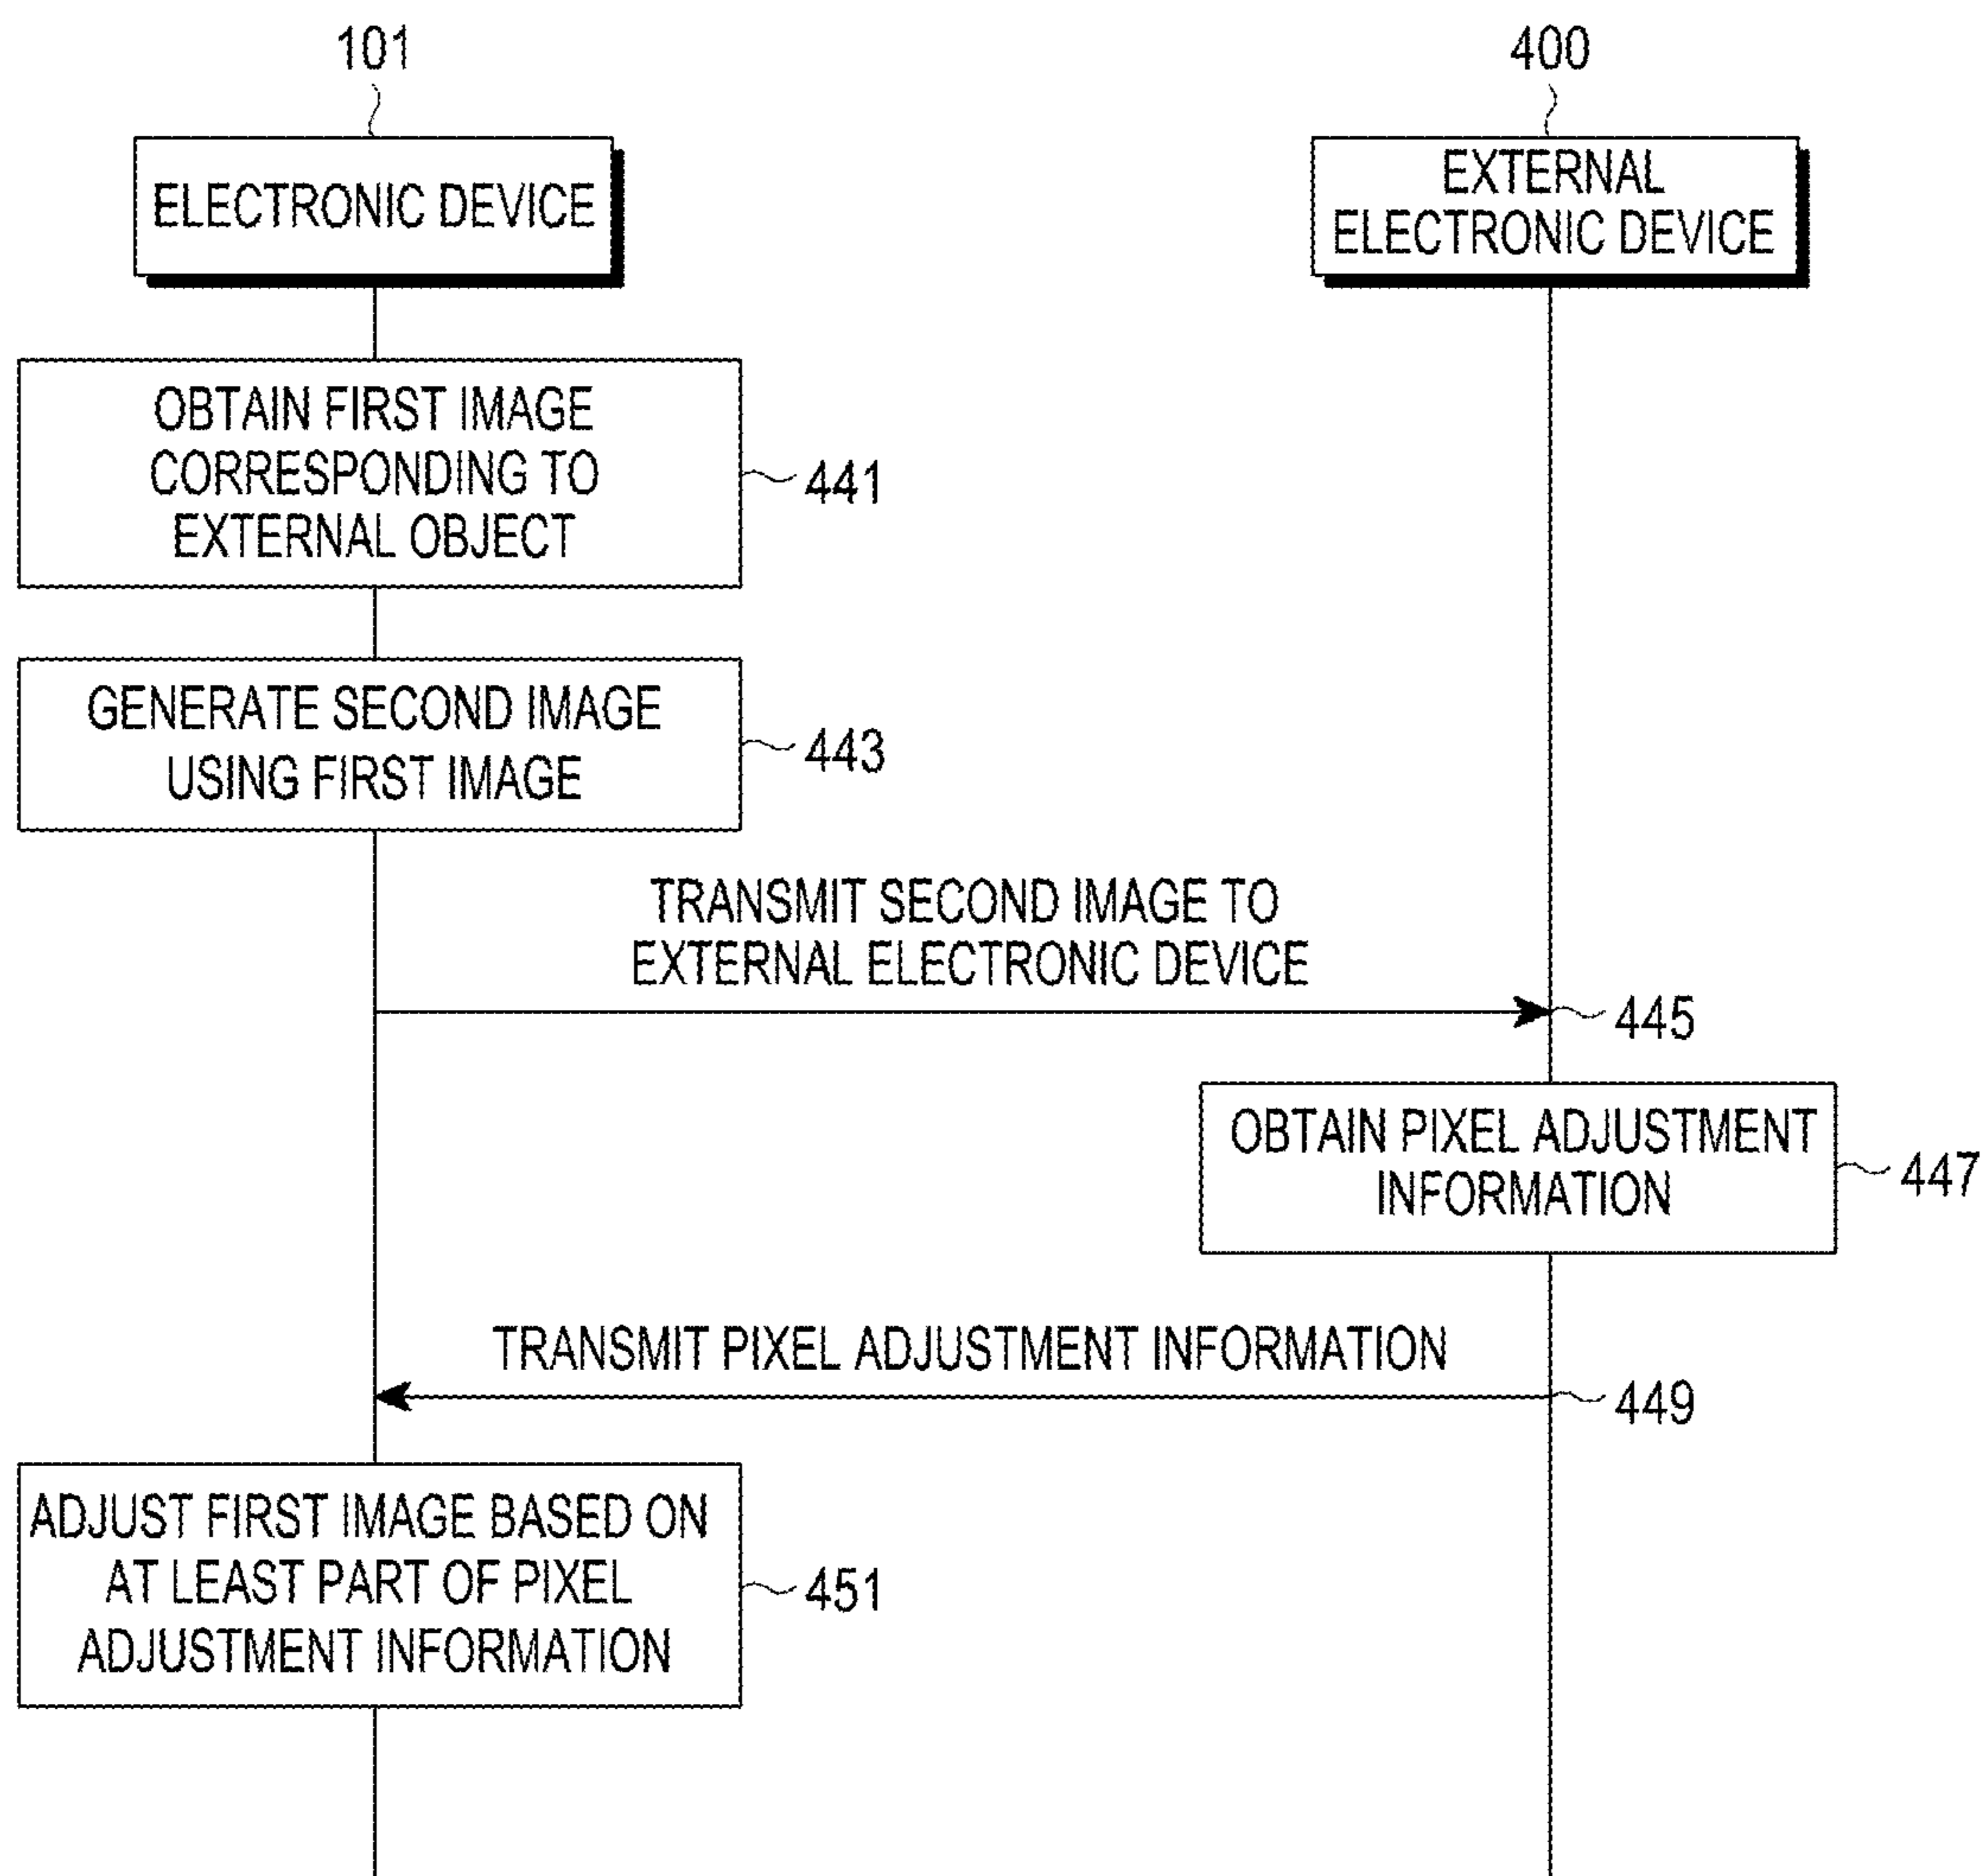 101
400
ELECTRONIC DEVICE
EXTERNAL
ELECTRONIC DEVICE
OBTAIN FIRST IMAGE
CORRESPONDING TO
EXTERNAL OBJECT
441
GENERATE SECOND IMAGE
USING FIRST IMAGE
443
TRANSMIT SECOND IMAGE TO
EXTERNAL ELECTRONIC DEVICE
445
OBTAIN PIXEL ADJUSTMENT
INFORMATION
447
TRANSMIT PIXEL ADJUSTMENT INFORMATION
449
ADJUST FIRST IMAGE BASED ON
AT LEAST PART OF PIXEL
ADJUSTMENT INFORMATION
451